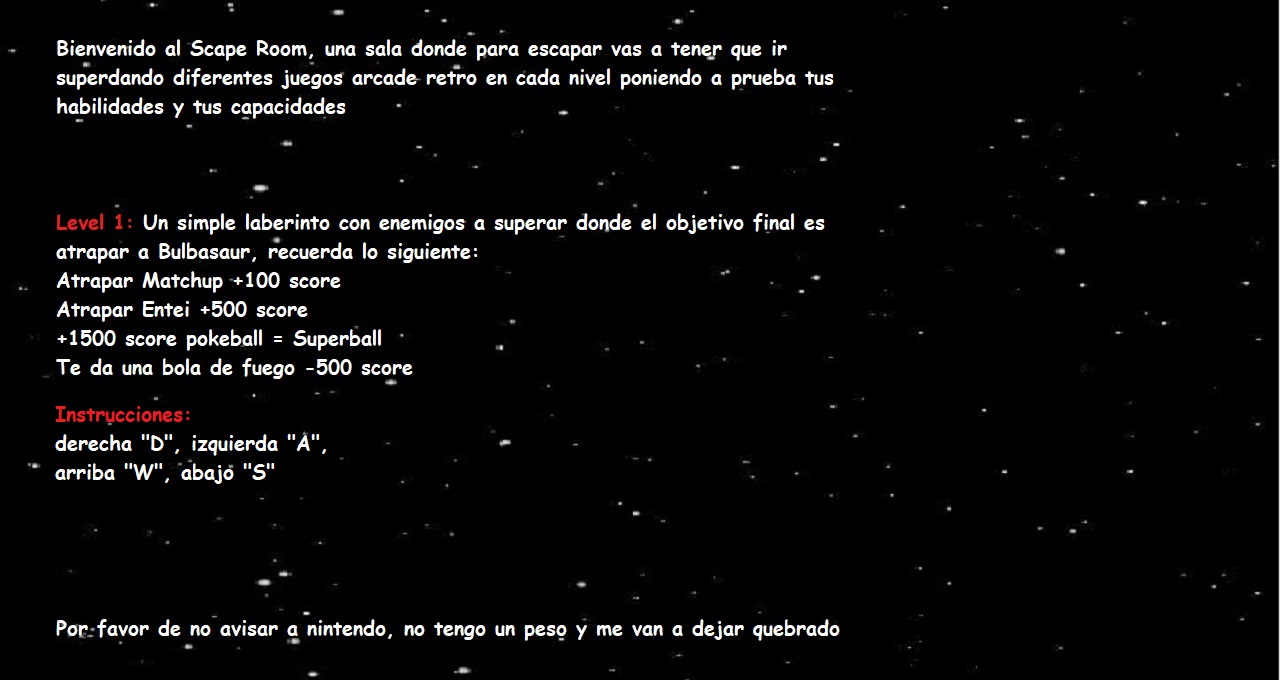 Bienvenido al Scape Room, una sala donde para escapar vas a tener que ir
superdando diferentes juegos arcade retro en cada nivel poniendo a prueba tus
habilidades y tus capacidades
Level 1: Un simple laberinto con enemigos a superar donde el objetivo final es
atrapar a Bulbasaur, recuerda lo siguiente:
Atrapar Matchup +100 score
Atrapar Entei +500 score
+1500 score pokeball = Superball
Te da una bola de fuego -500 score
Instrucciones:
derecha "D", izquierda "A",
arriba "W", abajo "S"
Por favor de no avisar a nintendo, no tengo un peso y me van a dejar quebrado